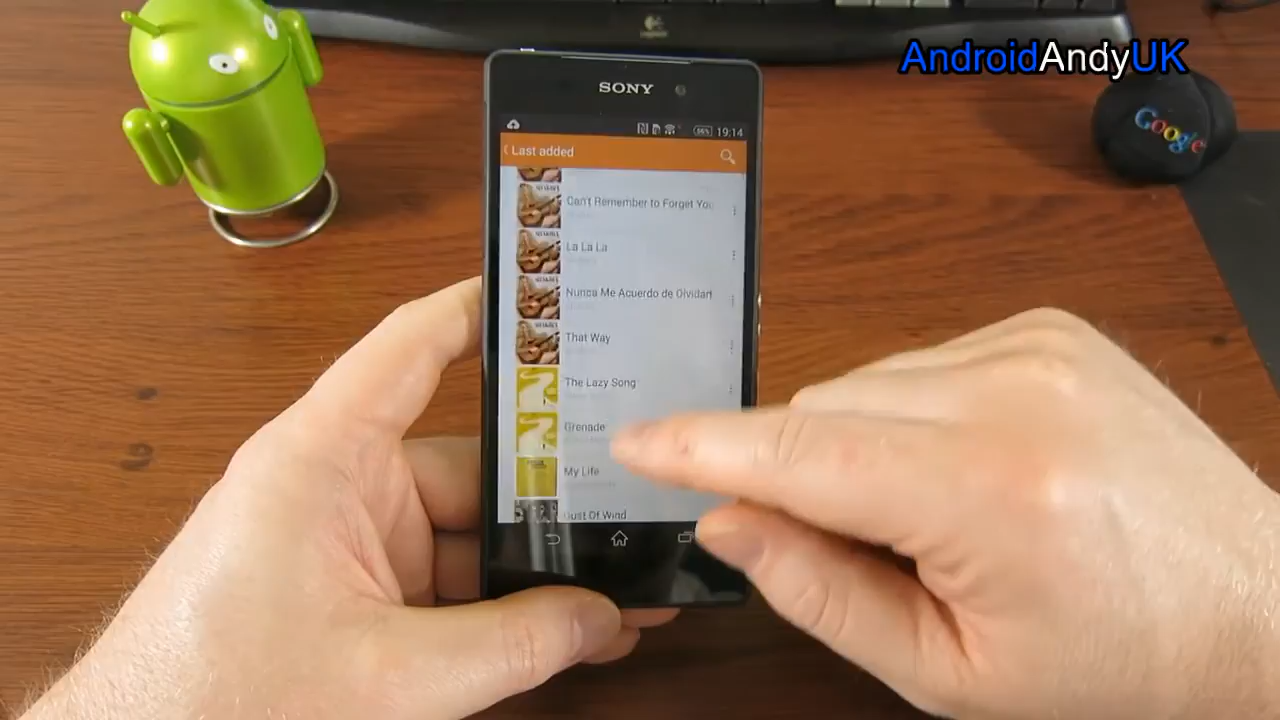 AndroidAndyUK
SONY
Google
19:14
Last added
Can't Remember to Forget You
La La La
Nunca Me Acuerdo de Olvidart
That Way
The Lazy Song
Grenade
My Life
Gust Of Wind